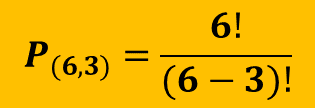 P(6,3) = 6! / (6 − 3)!